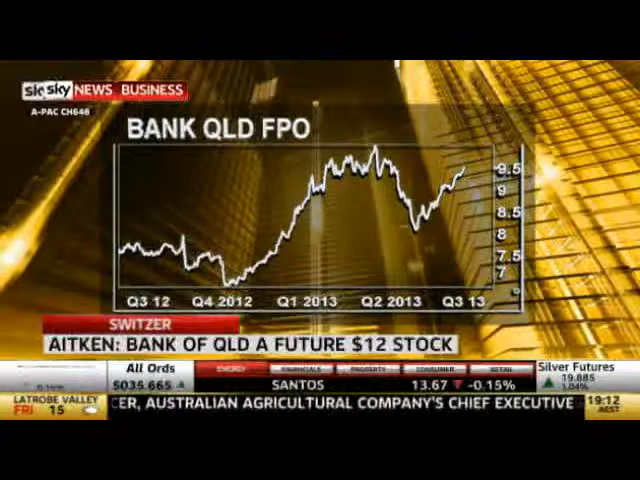 sky sky NEWS BUSINESS
A-PAC CH648
BANK QLD FPO
9.5
9
8.5
8
7.5
7
Q3 12 Q4 2012 Q1 2013 Q2 2013 Q3 13
SWITZER
AITKEN: BANK OF QLD A FUTURE $12 STOCK
All Ords ENERGY FINANCIALS PROPERTY CONSUMER RETAIL Silver Futures
5036.665 SANTOS 13.67 -0.15% 19.885
1.04%
LATROBE VALLEY
FRI 15
CER, AUSTRALIAN AGRICULTURAL COMPANY'S CHIEF EXECUTIVE
19:12
AEST